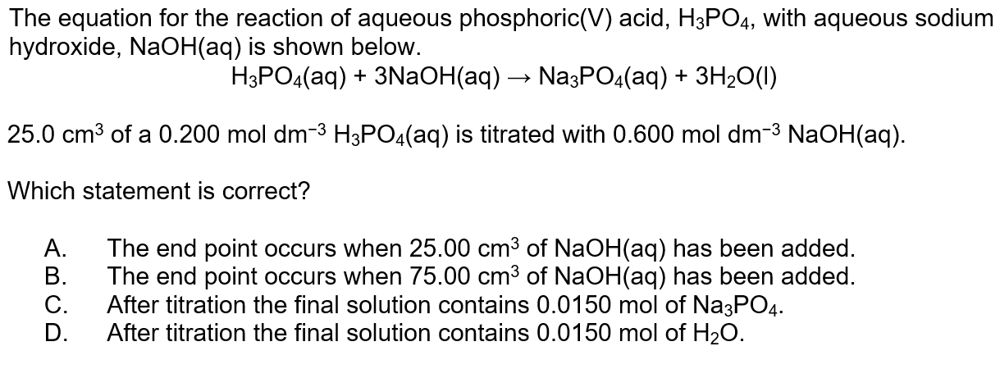 The equation for the reaction of aqueous phosphoric(V) acid, H₃PO₄, with aqueous sodium
hydroxide, NaOH(aq) is shown below.
H₃PO₄(aq) + 3NaOH(aq) → Na₃PO₄(aq) + 3H₂O(l)
25.0 cm³ of a 0.200 mol dm⁻³ H₃PO₄(aq) is titrated with 0.600 mol dm⁻³ NaOH(aq).
Which statement is correct?
A. The end point occurs when 25.00 cm³ of NaOH(aq) has been added.
B. The end point occurs when 75.00 cm³ of NaOH(aq) has been added.
C. After titration the final solution contains 0.0150 mol of Na₃PO₄.
D. After titration the final solution contains 0.0150 mol of H₂O.